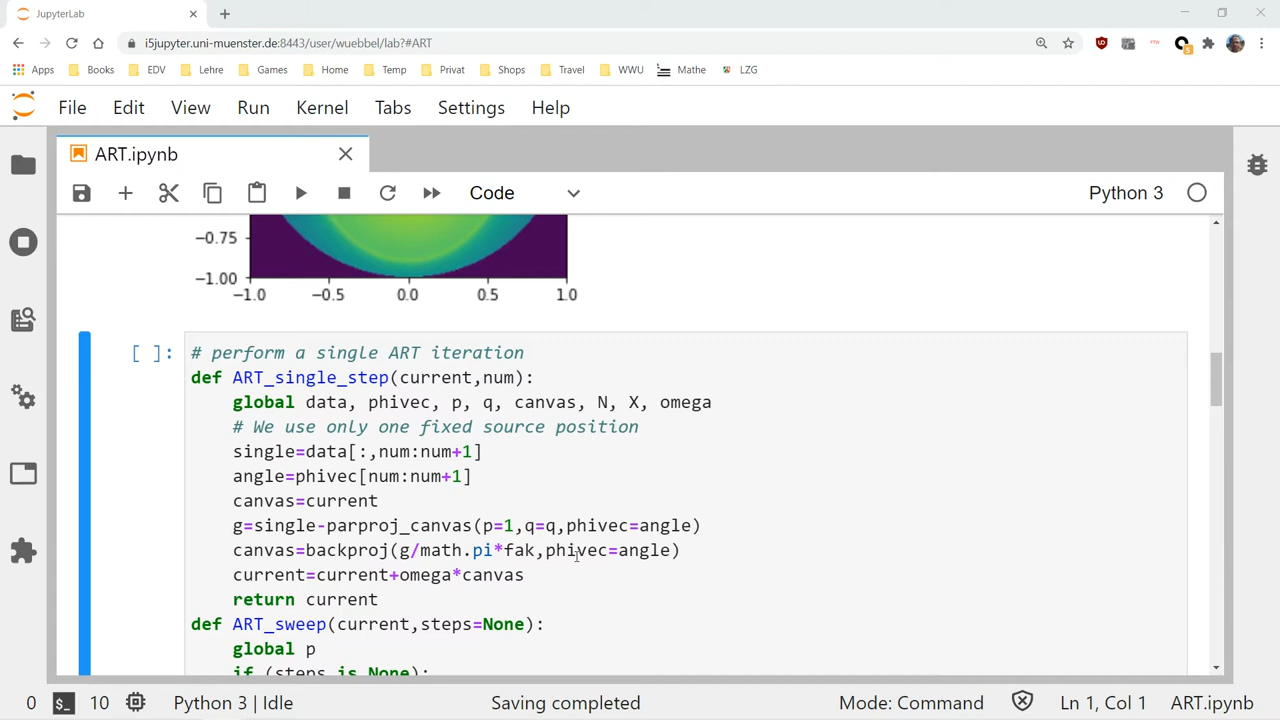 JupyterLab
i5jupyter.uni-muenster.de:8443/user/wuebbel/lab?#ART
Apps Books EDV Lehre Games Home Temp Privat Shops Travel WWU Mathe LZG
File Edit View Run Kernel Tabs Settings Help
ART.ipynb
Code Python 3
−0.75
−1.00
−1.0 −0.5 0.0 0.5 1.0
[ ]: # perform a single ART iteration
def ART_single_step(current,num):
global data, phivec, p, q, canvas, N, X, omega
# We use only one fixed source position
single=data[:,num:num+1]
angle=phivec[num:num+1]
canvas=current
g=single-parproj_canvas(p=1,q=q,phivec=angle)
canvas=backproj(g/math.pi*fak,phivec=angle)
current=current+omega*canvas
return current
def ART_sweep(current,steps=None):
global p
if (steps is None):
0 $_ 10 Python 3 | Idle Saving completed Mode: Command Ln 1, Col 1 ART.ipynb